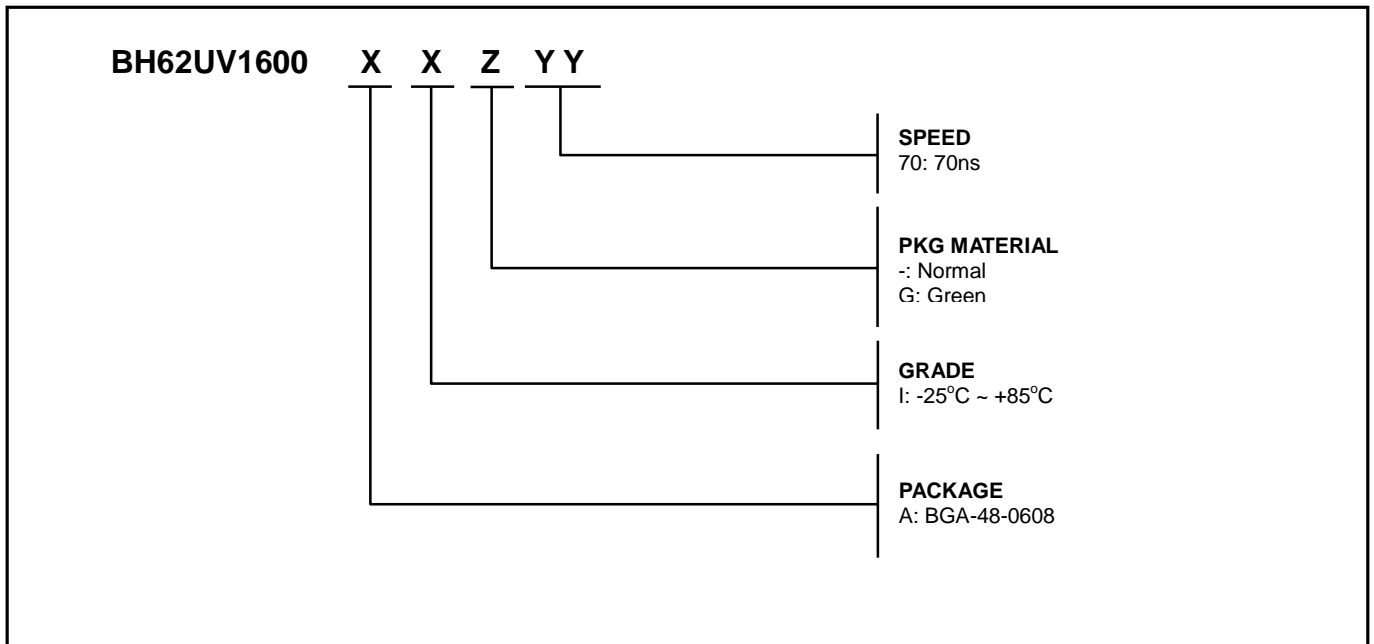 BH62UV1600 X X Z Y Y
SPEED
70: 70ns
PKG MATERIAL
-: Normal
G: Green
GRADE
I: -25°C ~ +85°C
PACKAGE
A: BGA-48-0608